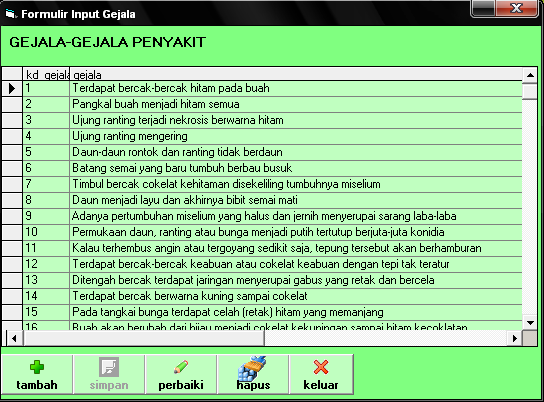 Formulir Input Gejala
GEJALA-GEJALA PENYAKIT
kd_gejala gejala
1 Terdapat bercak-bercak hitam pada buah
2 Pangkal buah menjadi hitam semua
3 Ujung ranting terjadi nekrosis berwarna hitam
4 Ujung ranting mengering
5 Daun-daun rontok dan ranting tidak berdaun
6 Batang semai yang baru tumbuh berbau busuk
7 Timbul bercak cokelat kehitaman disekeliling tumbuhnya miselium
8 Daun menjadi layu dan akhirnya bibit semai mati
9 Adanya pertumbuhan miselium yang halus dan jernih menyerupai sarang laba-laba
10 Permukaan daun, ranting atau bunga menjadi putih tertutup berjuta-juta konidia
11 Kalau terhembus angin atau tergoyang sedikit saja, tepung tersebut akan berhamburan
12 Terdapat bercak-bercak keabuan atau cokelat keabuan dengan tepi tak teratur
13 Ditengah bercak terdapat jaringan menyerupai gabus yang retak dan bercela
14 Terdapat bercak berwarna kuning sampai cokelat
15 Pada tangkai bunga terdapat celah (retak) hitam yang memanjang
16 Buah akan berubah dari hijau menjadi cokelat kekuningan sampai hitam kecoklatan
tambah simpan perbaiki hapus keluar